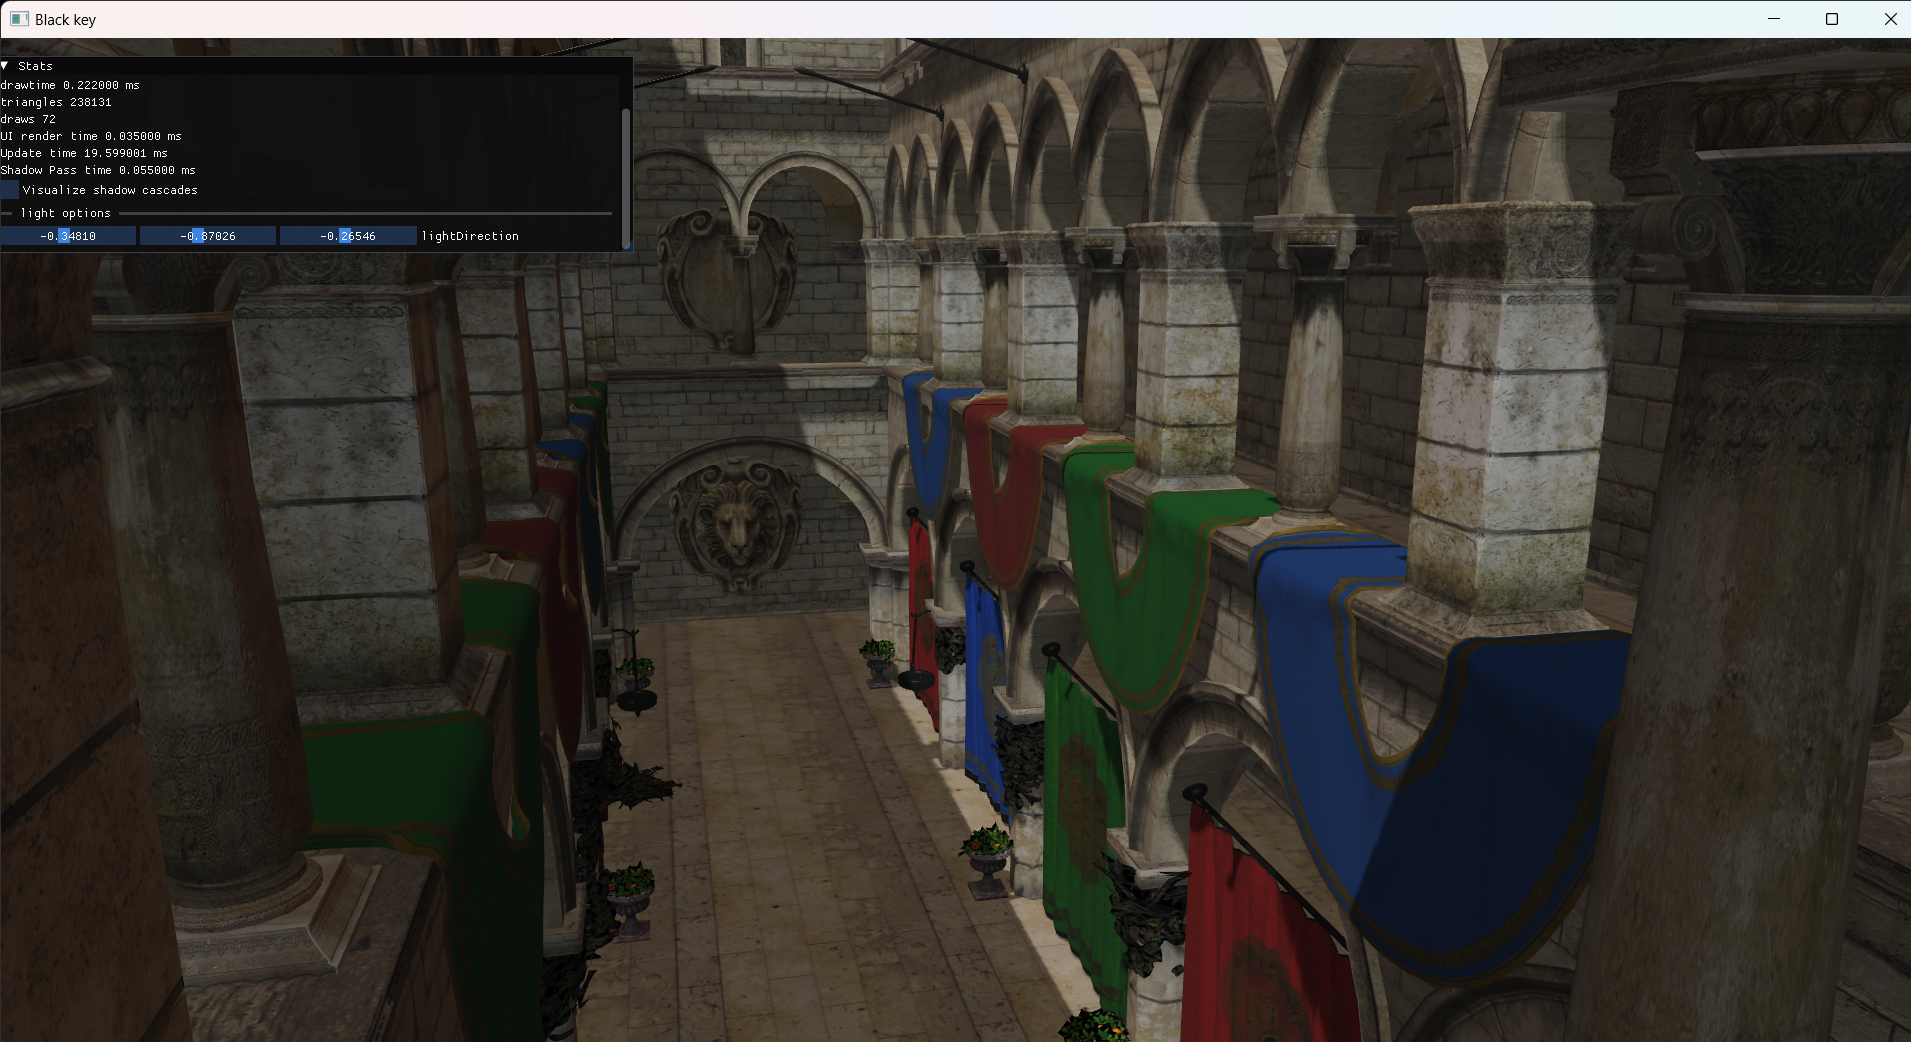 Black key
Stats
drawtime 0.222000 ms
triangles 238131
draws 72
UI render time 0.035000 ms
Update time 19.599001 ms
Shadow Pass time 0.055000 ms
Visualize shadow cascades
light options
-0.34810 -0.87026 -0.26546 lightDirection